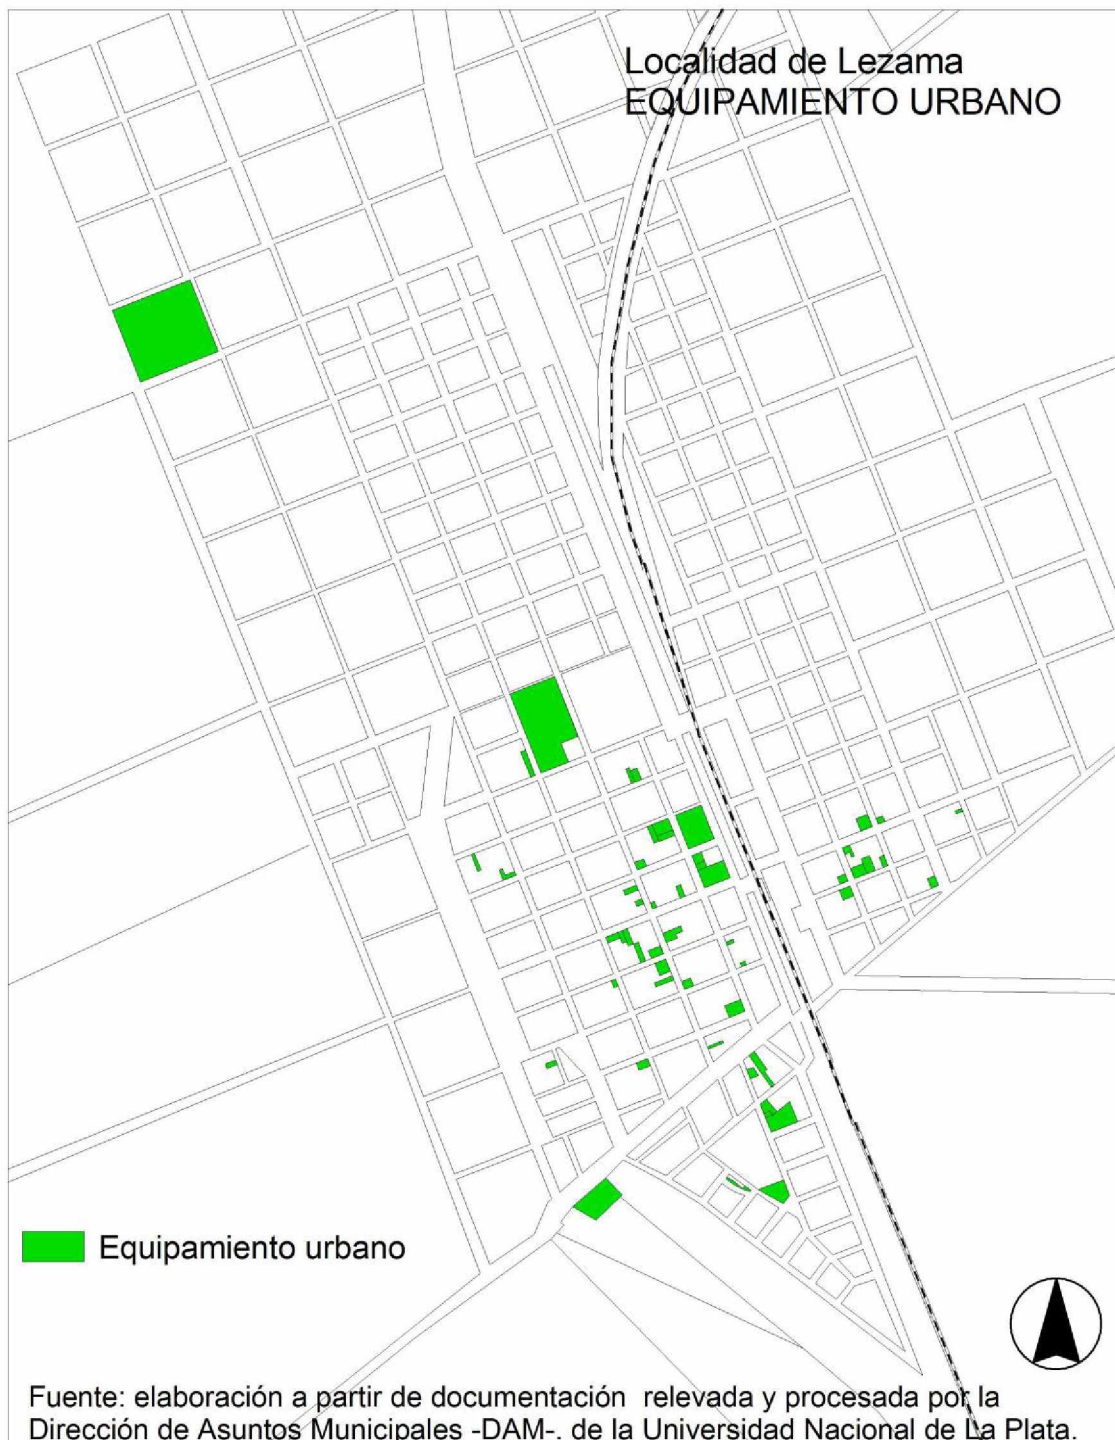 Localidad de Lezama
EQUIPAMIENTO URBANO
Equipamiento urbano
Fuente: elaboración a partir de documentación relevada y procesada por la
Dirección de Asuntos Municipales -DAM-. de la Universidad Nacional de La Plata.